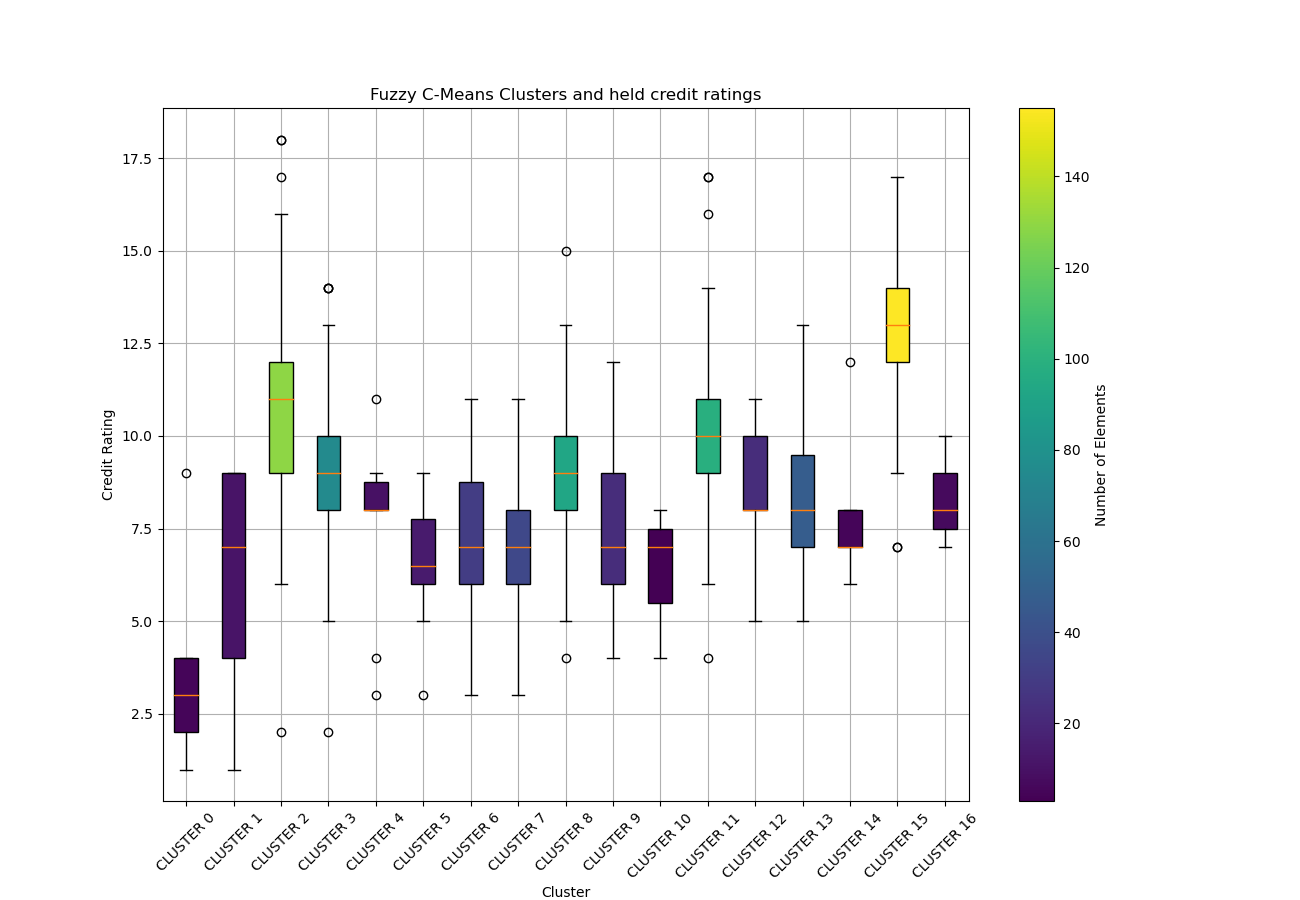 Fuzzy C-Means Clusters and held credit ratings
17.5
15.0
12.5
10.0
7.5
5.0
2.5
Credit Rating
CLUSTER 0
CLUSTER 1
CLUSTER 2
CLUSTER 3
CLUSTER 4
CLUSTER 5
CLUSTER 6
CLUSTER 7
CLUSTER 8
CLUSTER 9
CLUSTER 10
CLUSTER 11
CLUSTER 12
CLUSTER 13
CLUSTER 14
CLUSTER 15
CLUSTER 16
Cluster
140
120
100
80
60
40
20
Number of Elements